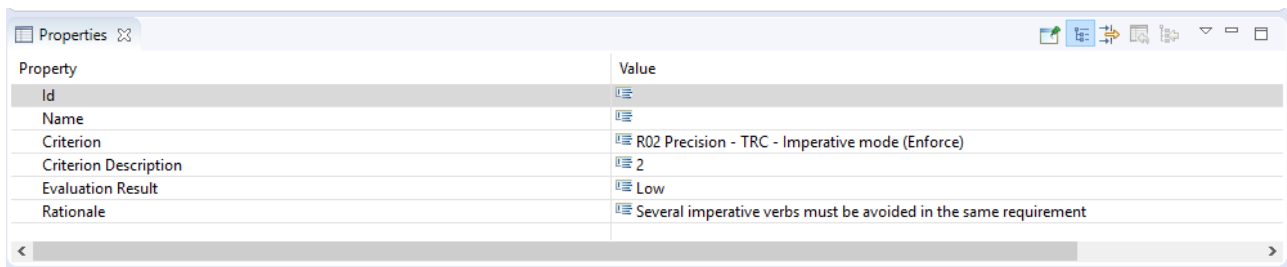 Properties
Property Value
Id
Name
Criterion R02 Precision - TRC - Imperative mode (Enforce)
Criterion Description 2
Evaluation Result Low
Rationale Several imperative verbs must be avoided in the same requirement